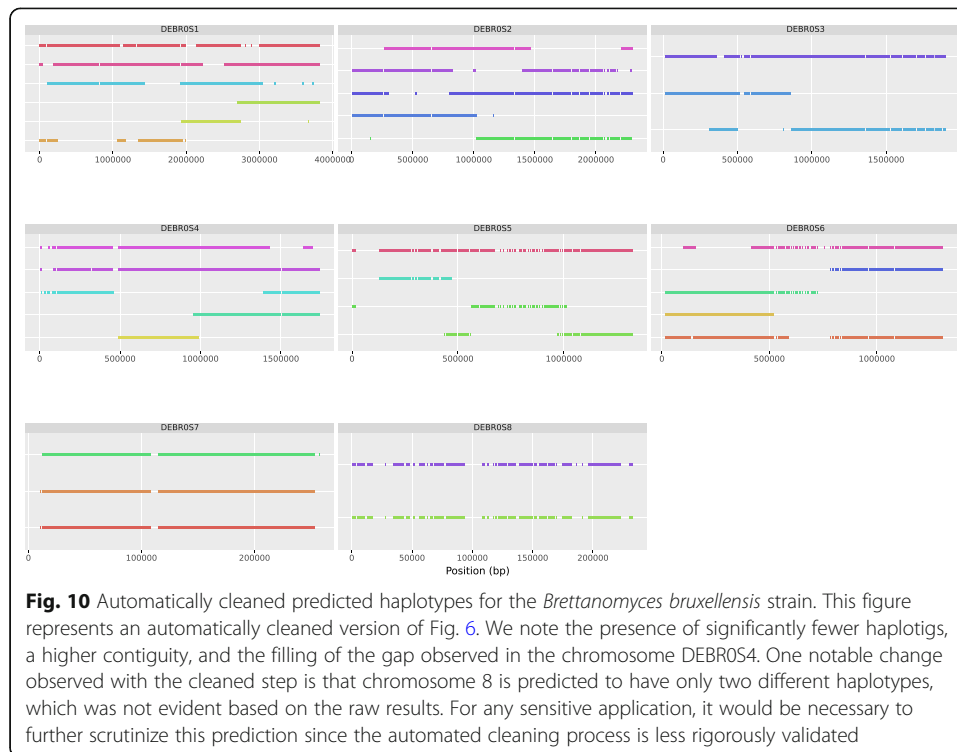 DEBR0S1
DEBR0S2
DEBR0S3
0 1000000 2000000 3000000 4000000
0 500000 1000000 1500000 2000000
0 500000 1000000 1500000
DEBR0S4
DEBR0S5
DEBR0S6
0 500000 1000000 1500000
0 500000 1000000
0 500000 1000000
DEBR0S7
DEBR0S8
0 100000 200000
0 50000 100000 150000 200000
Position (bp)
Fig. 10 Automatically cleaned predicted haplotypes for the Brettanomyces bruxellensis strain. This figure
represents an automatically cleaned version of Fig. 6. We note the presence of significantly fewer haplotigs,
a higher contiguity, and the filling of the gap observed in the chromosome DEBR0S4. One notable change
observed with the cleaned step is that chromosome 8 is predicted to have only two different haplotypes,
which was not evident based on the raw results. For any sensitive application, it would be necessary to
further scrutinize this prediction since the automated cleaning process is less rigorously validated